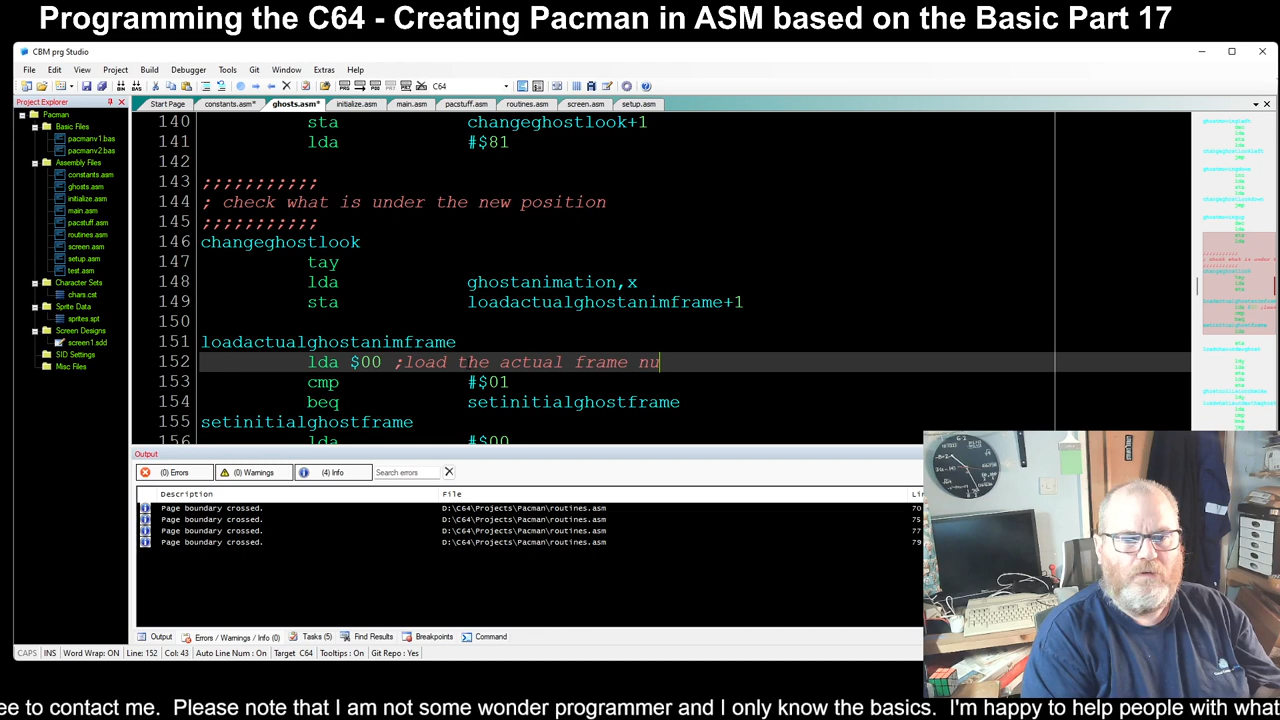 Programming the C64 - Creating Pacman in ASM based on the Basic Part 17
CBM prg Studio
File Edit View Project Build Debugger Tools Git Window Extras Help
C64
Project Explorer
Start Page constants.asm* ghosts.asm* initialize.asm main.asm pacstuff.asm routines.asm screen.asm setup.asm
Pacman
Basic Files
pacmanv1.bas
pacmanv2.bas
Assembly Files
constants.asm
ghosts.asm
initialize.asm
main.asm
pacstuff.asm
routines.asm
screen.asm
setup.asm
test.asm
Character Sets
chars.cst
Sprite Data
sprites.spt
Screen Designs
screen1.sdd
SID Settings
Misc Files
140 sta changeghostlook+1
141 lda #$81
142
143 ;;;;;;;;;;;
144 ; check what is under the new position
145 ;;;;;;;;;;;
146 changeghostlook
147 tay
148 lda ghostanimation,x
149 sta loadactualghostanimframe+1
150
151 loadactualghostanimframe
152 lda $00 ;load the actual frame nu
153 cmp #$01
154 beq setinitialghostframe
155 setinitialghostframe
156 lda #$00
Output
(0) Errors (0) Warnings (4) Info Search errors
Description File Li
Page boundary crossed. D:\C64\Projects\Pacman\routines.asm 70
Page boundary crossed. D:\C64\Projects\Pacman\routines.asm 75
Page boundary crossed. D:\C64\Projects\Pacman\routines.asm 77
Page boundary crossed. D:\C64\Projects\Pacman\routines.asm 79
Output Errors / Warnings / Info (0) Tasks (5) Find Results Breakpoints Command
CAPS INS Word Wrap: ON Line: 152 Col: 43 Auto Line Num : On Target C64 Tooltips : On Git Repo : Yes
ee to contact me. Please note that I am not some wonder programmer and I only know the basics. I'm happy to help people with what